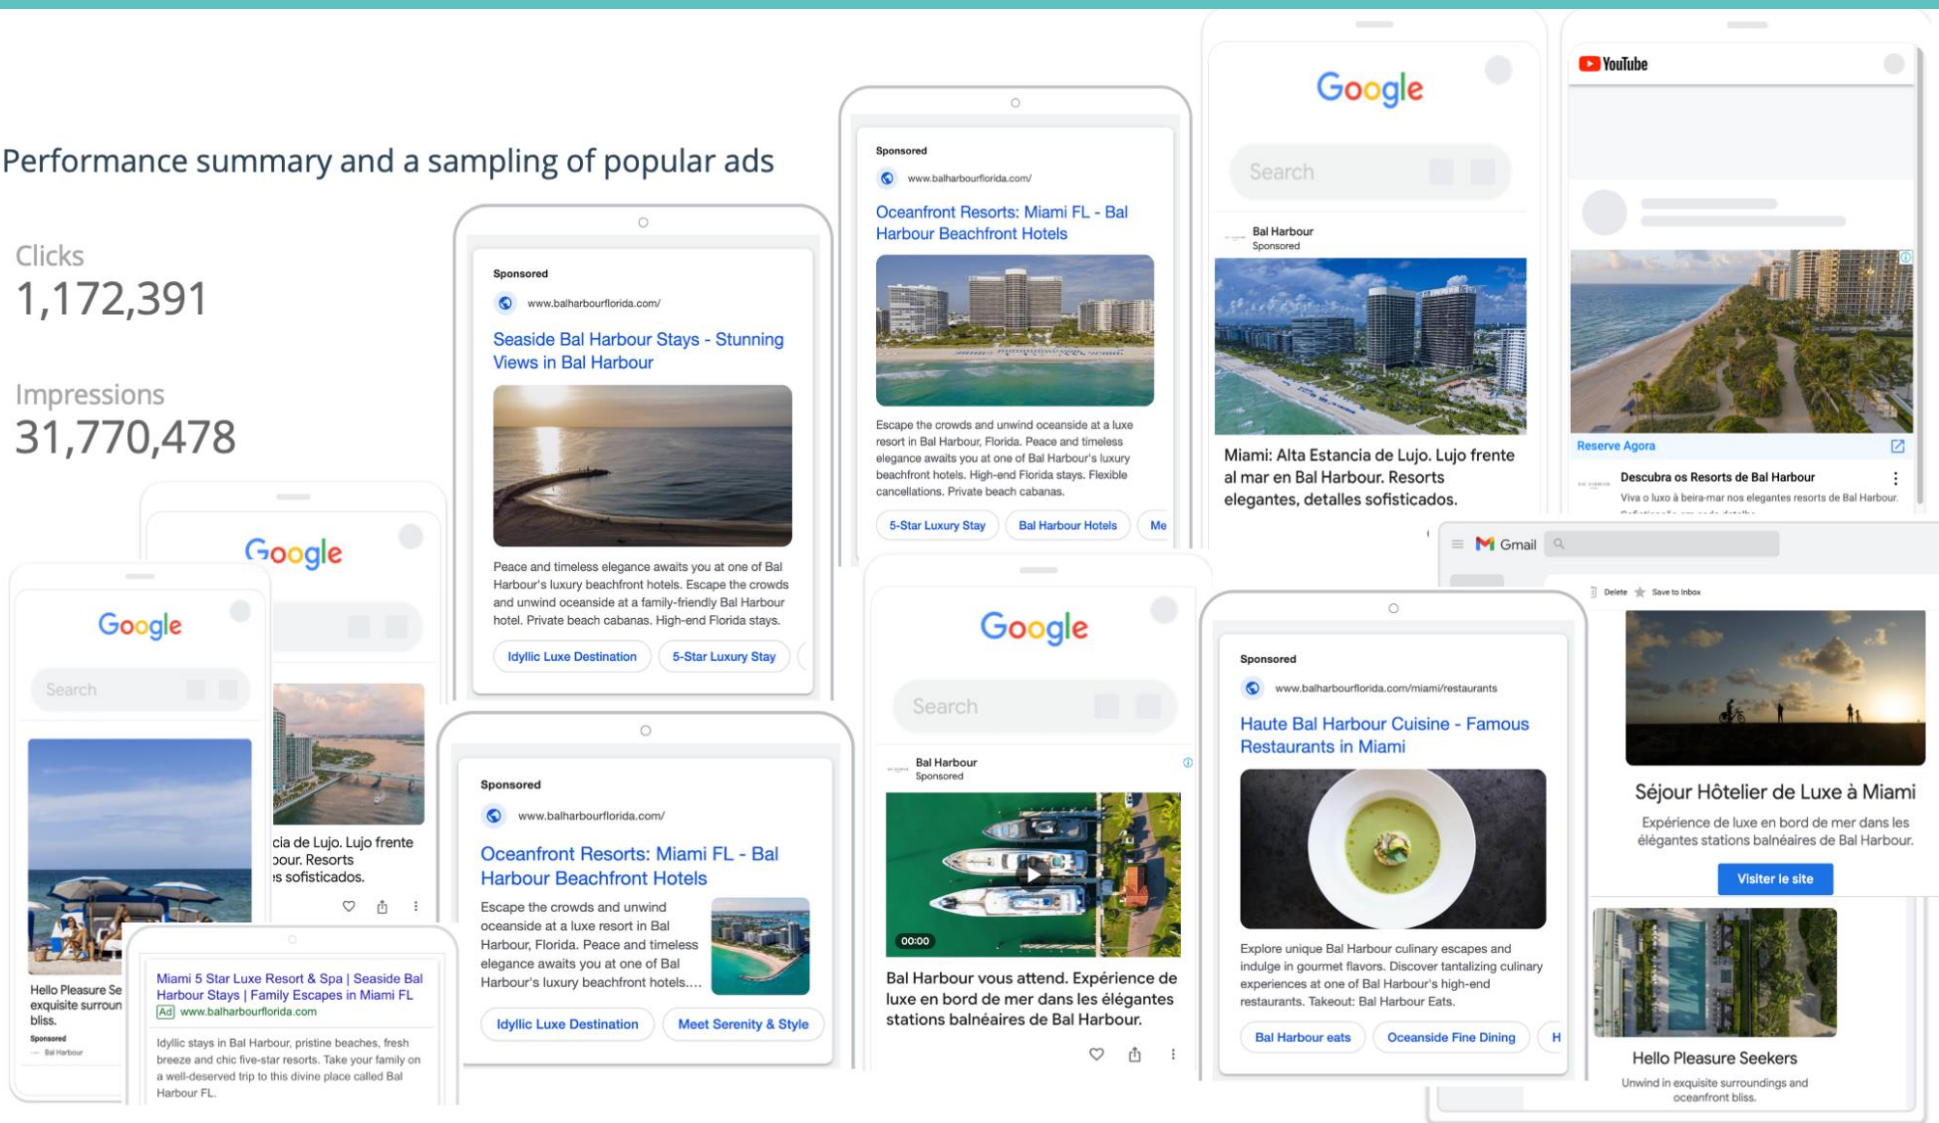 Performance summary and a sampling of popular ads
Clicks
1,172,391
Impressions
31,770,478
Google
Search
Hello Pleasure Se
exquisite surroun
bliss.
Sponsored
Bal Harbour
Google
cia de Lujo. Lujo frente
our. Resorts
s sofisticados.
Miami 5 Star Luxe Resort & Spa | Seaside Bal
Harbour Stays | Family Escapes in Miami FL
Ad www.balharbourflorida.com
Idyllic stays in Bal Harbour, pristine beaches, fresh
breeze and chic five-star resorts. Take your family on
a well-deserved trip to this divine place called Bal
Harbour FL.
Sponsored
www.balharbourflorida.com/
Seaside Bal Harbour Stays - Stunning
Views in Bal Harbour
Peace and timeless elegance awaits you at one of Bal
Harbour's luxury beachfront hotels. Escape the crowds
and unwind oceanside at a family-friendly Bal Harbour
hotel. Private beach cabanas. High-end Florida stays.
Idyllic Luxe Destination 5-Star Luxury Stay
Sponsored
www.balharbourflorida.com/
Oceanfront Resorts: Miami FL - Bal
Harbour Beachfront Hotels
Escape the crowds and unwind
oceanside at a luxe resort in Bal
Harbour, Florida. Peace and timeless
elegance awaits you at one of Bal
Harbour's luxury beachfront hotels....
Idyllic Luxe Destination Meet Serenity & Style
Sponsored
www.balharbourflorida.com/
Oceanfront Resorts: Miami FL - Bal
Harbour Beachfront Hotels
Escape the crowds and unwind oceanside at a luxe
resort in Bal Harbour, Florida. Peace and timeless
elegance awaits you at one of Bal Harbour's luxury
beachfront hotels. High-end Florida stays. Flexible
cancellations. Private beach cabanas.
5-Star Luxury Stay Bal Harbour Hotels Me
Google
Search
Bal Harbour
Sponsored
00:00
Bal Harbour vous attend. Expérience de
luxe en bord de mer dans les élégantes
stations balnéaires de Bal Harbour.
Google
Search
Bal Harbour
Sponsored
Miami: Alta Estancia de Lujo. Lujo frente
al mar en Bal Harbour. Resorts
elegantes, detalles sofisticados.
Sponsored
www.balharbourflorida.com/miami/restaurants
Haute Bal Harbour Cuisine - Famous
Restaurants in Miami
Explore unique Bal Harbour culinary escapes and
indulge in gourmet flavors. Discover tantalizing culinary
experiences at one of Bal Harbour's high-end
restaurants. Takeout: Bal Harbour Eats.
Bal Harbour eats Oceanside Fine Dining H
YouTube
Reserve Agora
Descubra os Resorts de Bal Harbour
Viva o luxo à beira-mar nos elegantes resorts de Bal Harbour.
Gmail
Delete Save to Inbox
Séjour Hôtelier de Luxe à Miami
Expérience de luxe en bord de mer dans les
élégantes stations balnéaires de Bal Harbour.
Visiter le site
Hello Pleasure Seekers
Unwind in exquisite surroundings and
oceanfront bliss.